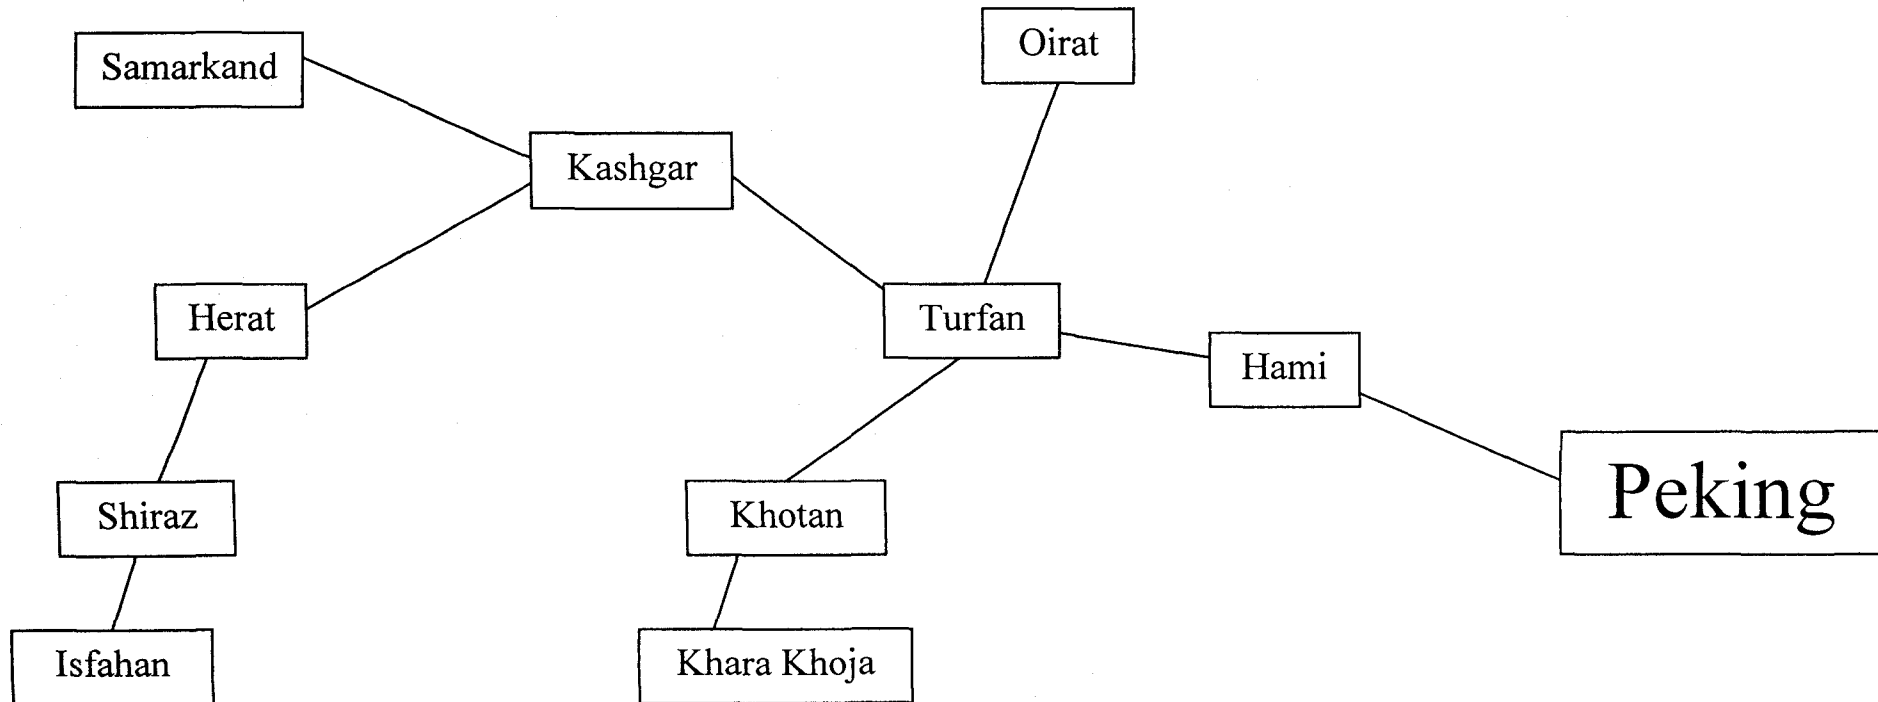 Oirat
Samarkand
Kashgar
Herat
Turfan
Hami
Peking
Shiraz
Khotan
Isfahan
Khara Khoja